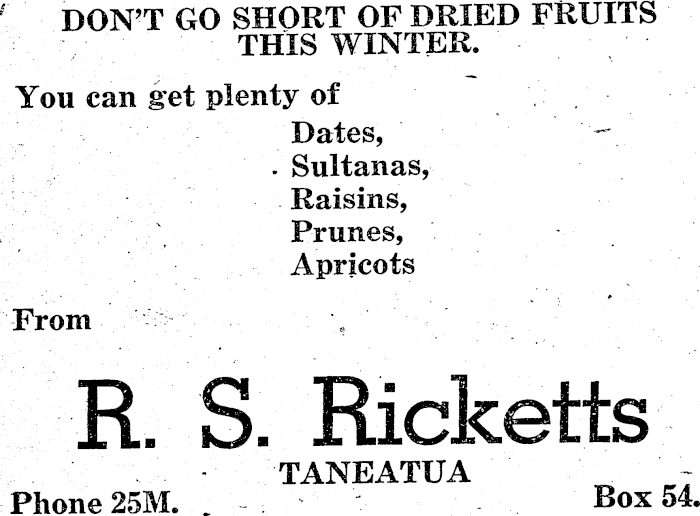 DON'T GO SHORT OF DRIED FRUITS
THIS WINTER.
You can get plenty of
Dates,
Sultanas,
Raisins,
Prunes,
Apricots
From
R. S. Ricketts
TANEATUA
Phone 25M. Box 54.